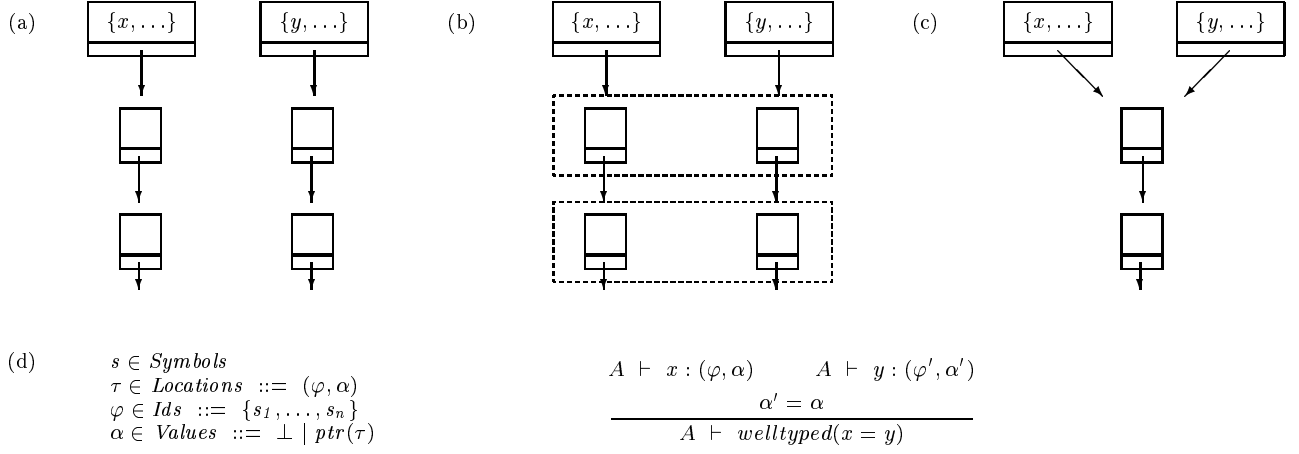 (a) {x, . . .} {y, . . .} (b) {x, . . .} {y, . . .} (c) {x, . . .} {y, . . .}
(d)
s ∈ Symbols
τ ∈ Locations ::= (φ, α)
φ ∈ Ids ::= {s₁, . . . , sₙ}
α ∈ Values ::= ⊥ | ptr(τ)
A ⊢ x : (φ, α) A ⊢ y : (φ′, α′)
α′ = α
A ⊢ welltyped(x = y)